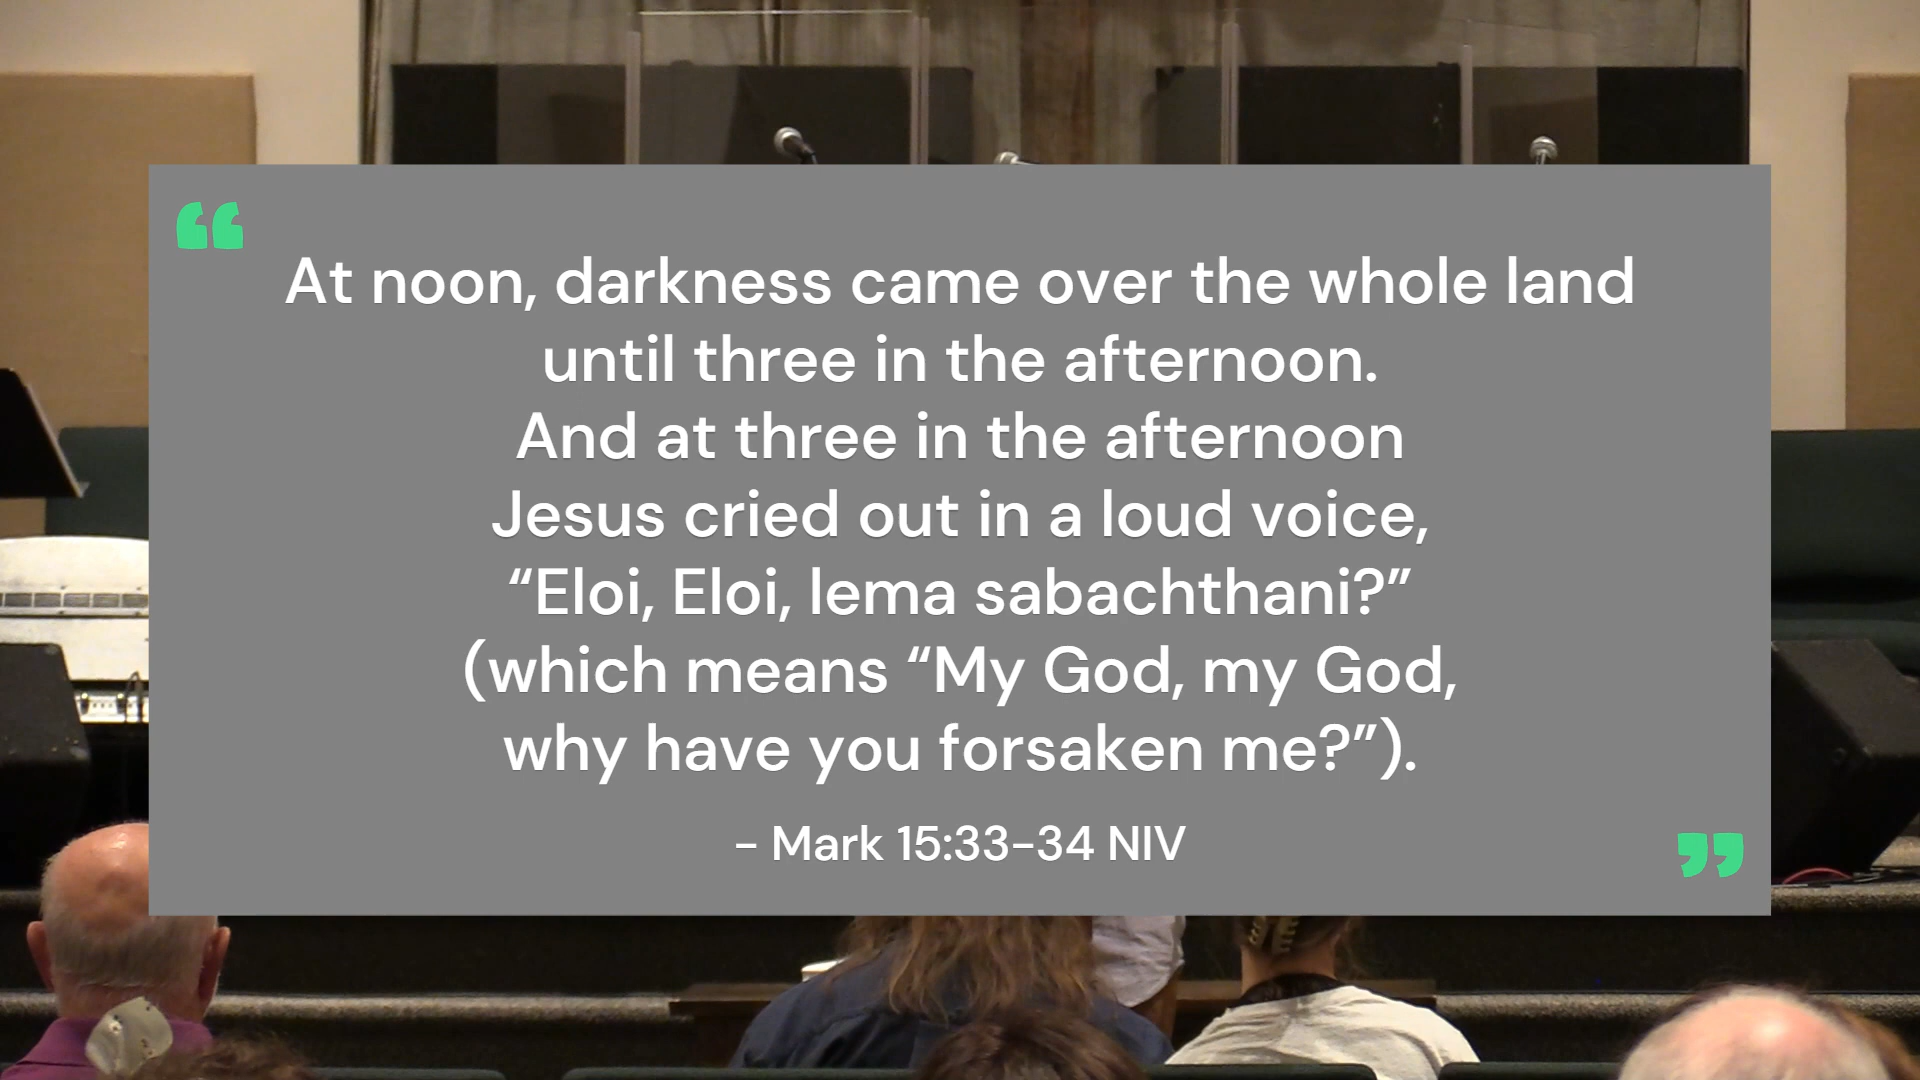 “
At noon, darkness came over the whole land
until three in the afternoon.
And at three in the afternoon
Jesus cried out in a loud voice,
“Eloi, Eloi, lema sabachthani?”
(which means “My God, my God,
why have you forsaken me?”).
- Mark 15:33-34 NIV
”